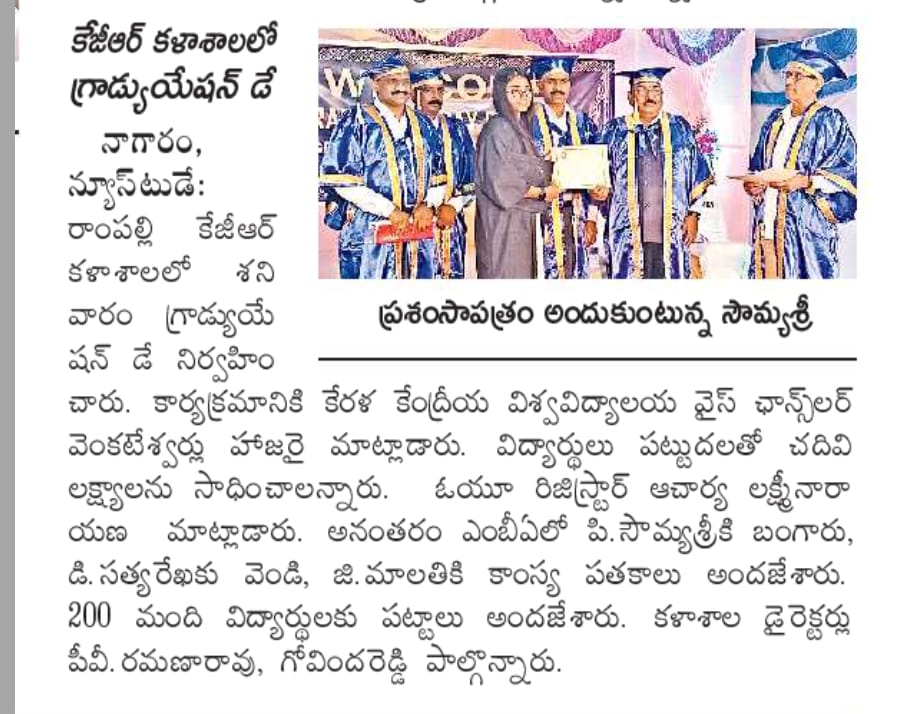 కేజీఆర్ కళాశాలలో
గ్రాడ్యుయేషన్ డే
నాగారం,
న్యూస్‌టుడే:
రాంపల్లి కేజీఆర్
కళాశాలలో శని
వారం గ్రాడ్యుయే
షన్ డే నిర్వహిం
ప్రశంసాపత్రం అందుకుంటున్న సౌమ్యశ్రీ
చారు. కార్యక్రమానికి కేరళ కేంద్రీయ విశ్వవిద్యాలయ వైస్ ఛాన్స్‌లర్
వెంకటేశ్వర్లు హాజరై మాట్లాడారు. విద్యార్థులు పట్టుదలతో చదివి
లక్ష్యాలను సాధించాలన్నారు. ఓయూ రిజిస్ట్రార్ ఆచార్య లక్ష్మీనారా
యణ మాట్లాడారు. అనంతరం ఎంబీఏలో పి.సౌమ్యశ్రీకి బంగారు,
డి.సత్యరేఖకు వెండి, జి.మాలతికి కాంస్య పతకాలు అందజేశారు.
200 మంది విద్యార్థులకు పట్టాలు అందజేశారు. కళాశాల డైరెక్టర్లు
పీవీ.రమణారావు, గోవిందరెడ్డి పాల్గొన్నారు.